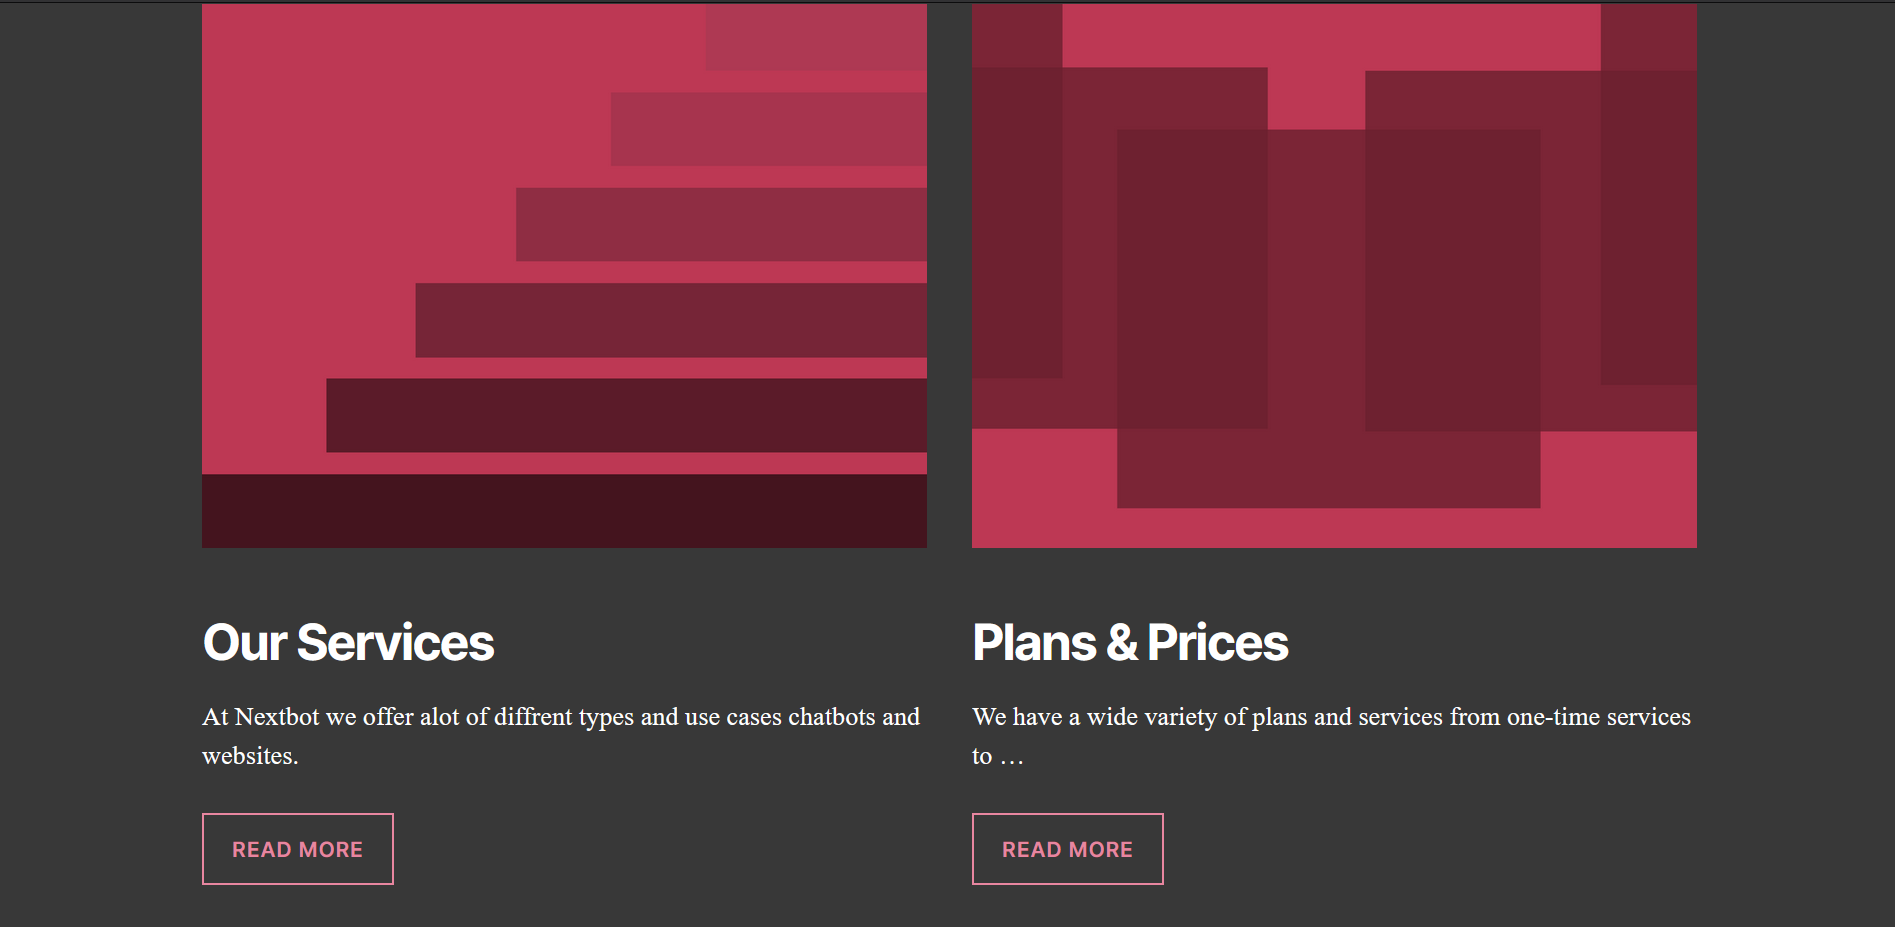 Our Services
At Nextbot we offer alot of diffrent types and use cases chatbots and
websites.
READ MORE
Plans & Prices
We have a wide variety of plans and services from one-time services
to …
READ MORE